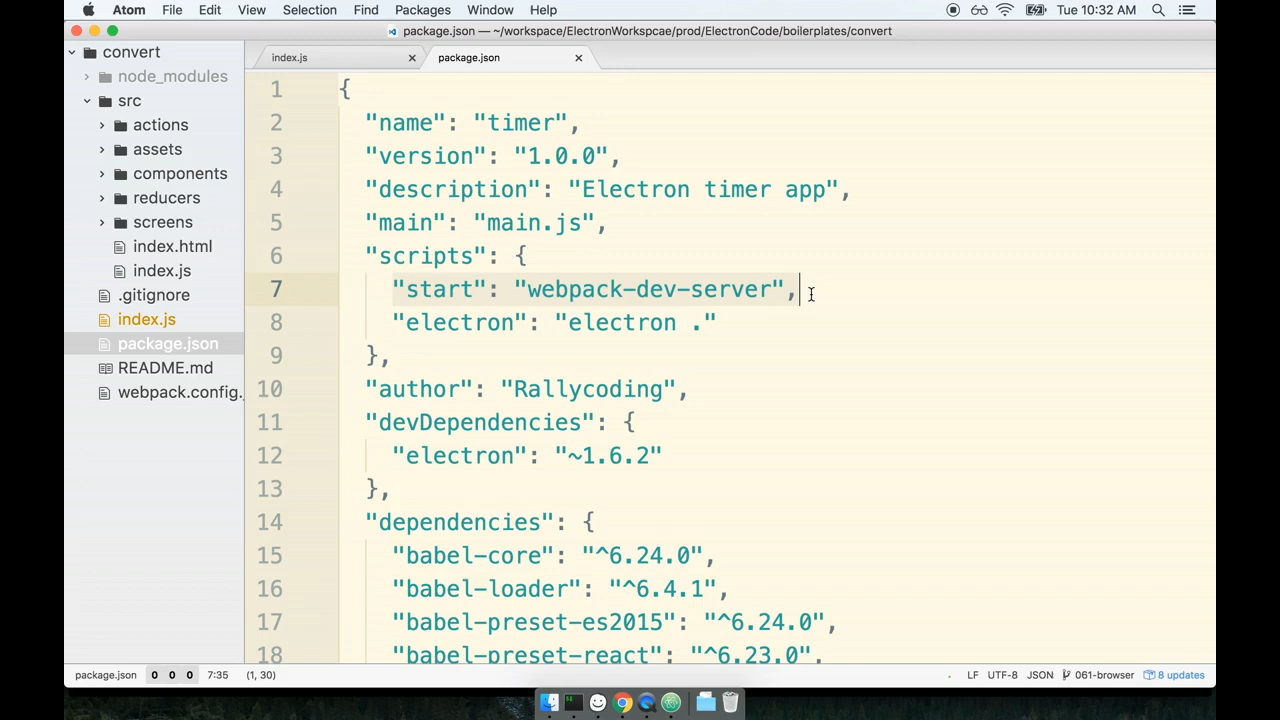 Atom File Edit View Selection Find Packages Window Help Tue 10:32 AM
package.json — ~/workspace/ElectronWorkspcae/prod/ElectronCode/boilerplates/convert
convert
node_modules
src
actions
assets
components
reducers
screens
index.html
index.js
.gitignore
index.js
package.json
README.md
webpack.config.
index.js
package.json
1 {
2 "name": "timer",
3 "version": "1.0.0",
4 "description": "Electron timer app",
5 "main": "main.js",
6 "scripts": {
7 "start": "webpack-dev-server",
8 "electron": "electron ."
9 },
10 "author": "Rallycoding",
11 "devDependencies": {
12 "electron": "~1.6.2"
13 },
14 "dependencies": {
15 "babel-core": "^6.24.0",
16 "babel-loader": "^6.4.1",
17 "babel-preset-es2015": "^6.24.0",
18 "babel-preset-react": "^6.23.0",
package.json 0 0 0 7:35 (1, 30) LF UTF-8 JSON 061-browser 8 updates